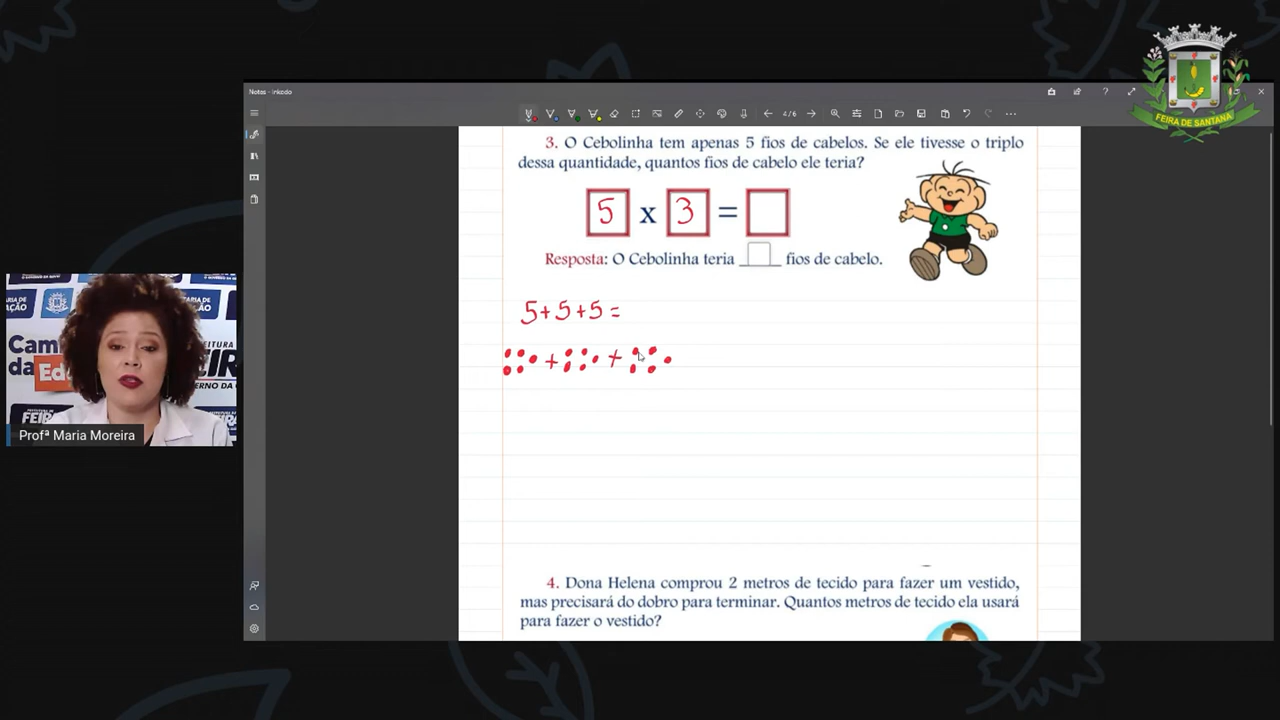 FEIRA DE SANTANA
Notas - Inkodo
4/6
3. O Cebolinha tem apenas 5 fios de cabelos. Se ele tivesse o triplo
dessa quantidade, quantos fios de cabelo ele teria?
5 x 3 =
Resposta: O Cebolinha teria ___ fios de cabelo.
5+5+5=
+ +
4. Dona Helena comprou 2 metros de tecido para fazer um vestido,
mas precisará do dobro para terminar. Quantos metros de tecido ela usará
para fazer o vestido?
Profª Maria Moreira